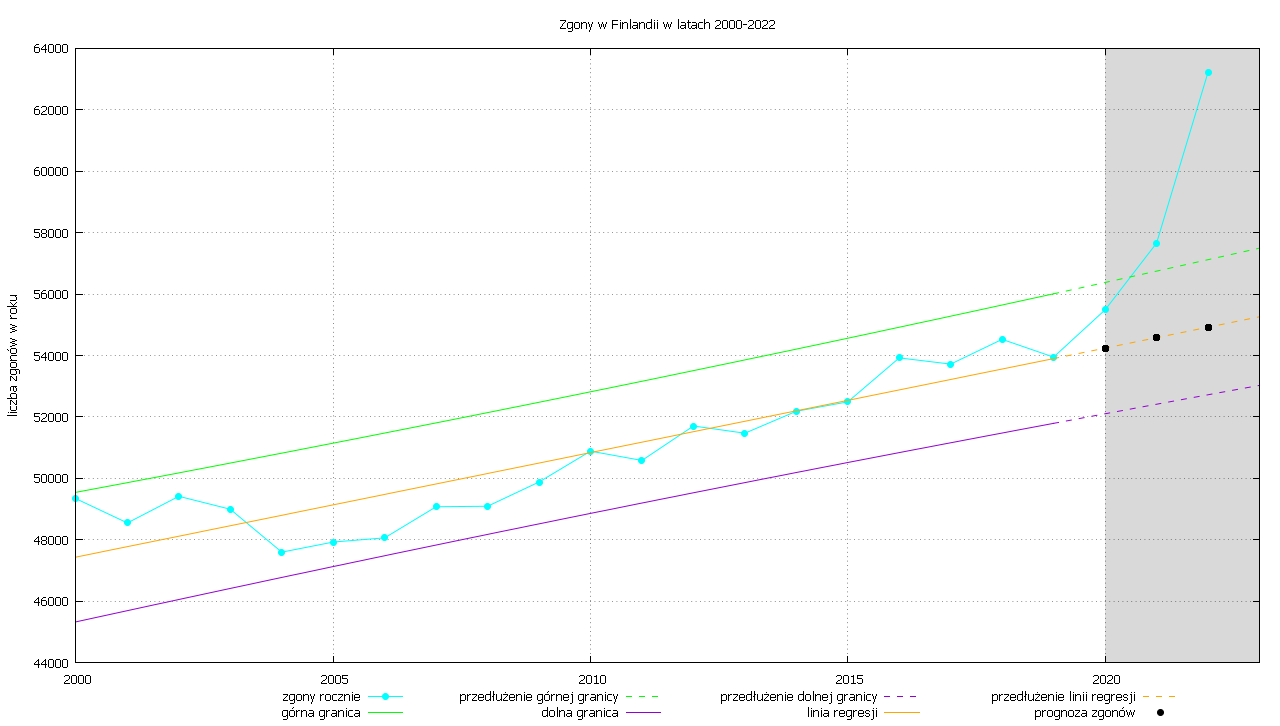 Zgony w Finlandii w latach 2000-2022
64000
62000
60000
58000
56000
54000
52000
50000
48000
46000
44000
liczba zgonów w roku
2000 2005 2010 2015 2020
zgony rocznie przedłużenie górnej granicy przedłużenie dolnej granicy przedłużenie linii regresji
górna granica dolna granica linia regresji prognoza zgonów